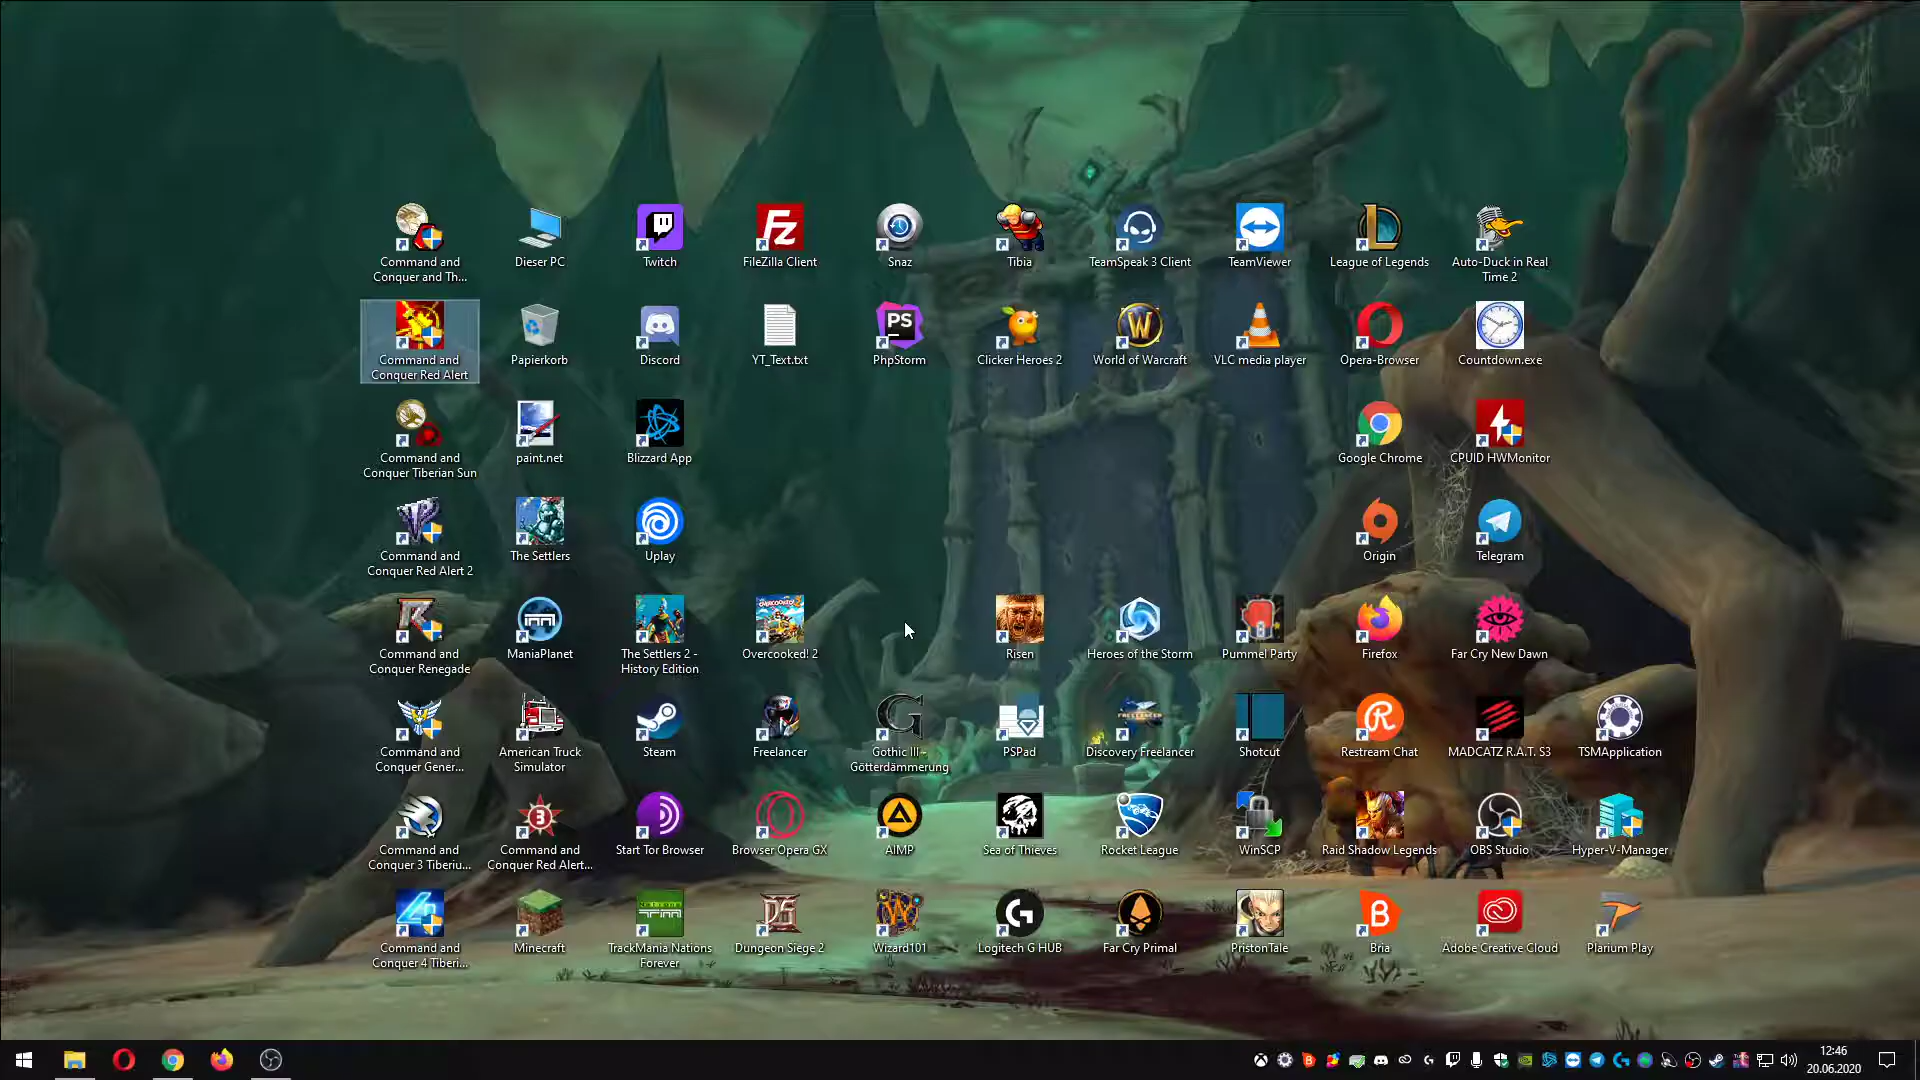 Command and
Conquer and Th...
Dieser PC
Twitch
FileZilla Client
Snaz
Tibia
TeamSpeak 3 Client
TeamViewer
League of Legends
Auto-Duck in Real
Time 2
Command and
Conquer Red Alert
Papierkorb
Discord
YT_Text.txt
PhpStorm
Clicker Heroes 2
World of Warcraft
VLC media player
Opera-Browser
Countdown.exe
Command and
Conquer Tiberian Sun
paint.net
Blizzard App
Google Chrome
CPUID HWMonitor
Command and
Conquer Red Alert 2
The Settlers
Uplay
Origin
Telegram
Command and
Conquer Renegade
ManiaPlanet
The Settlers 2 -
History Edition
Overcooked! 2
Risen
Heroes of the Storm
Pummel Party
Firefox
Far Cry New Dawn
Command and
Conquer Gener...
American Truck
Simulator
Steam
Freelancer
Gothic III -
Götterdämmerung
PSPad
Discovery Freelancer
Shotcut
Restream Chat
MADCATZ R.A.T. S3
TSMApplication
Command and
Conquer 3 Tiberiu...
Command and
Conquer Red Alert...
Start Tor Browser
Browser Opera GX
AIMP
Sea of Thieves
Rocket League
WinSCP
Raid Shadow Legends
OBS Studio
Hyper-V-Manager
Command and
Conquer 4 Tiberi...
Minecraft
TrackMania Nations
Forever
Dungeon Siege 2
Wizard101
Logitech G HUB
Far Cry Primal
PristonTale
Bria
Adobe Creative Cloud
Plarium Play
12:46
20.06.2020